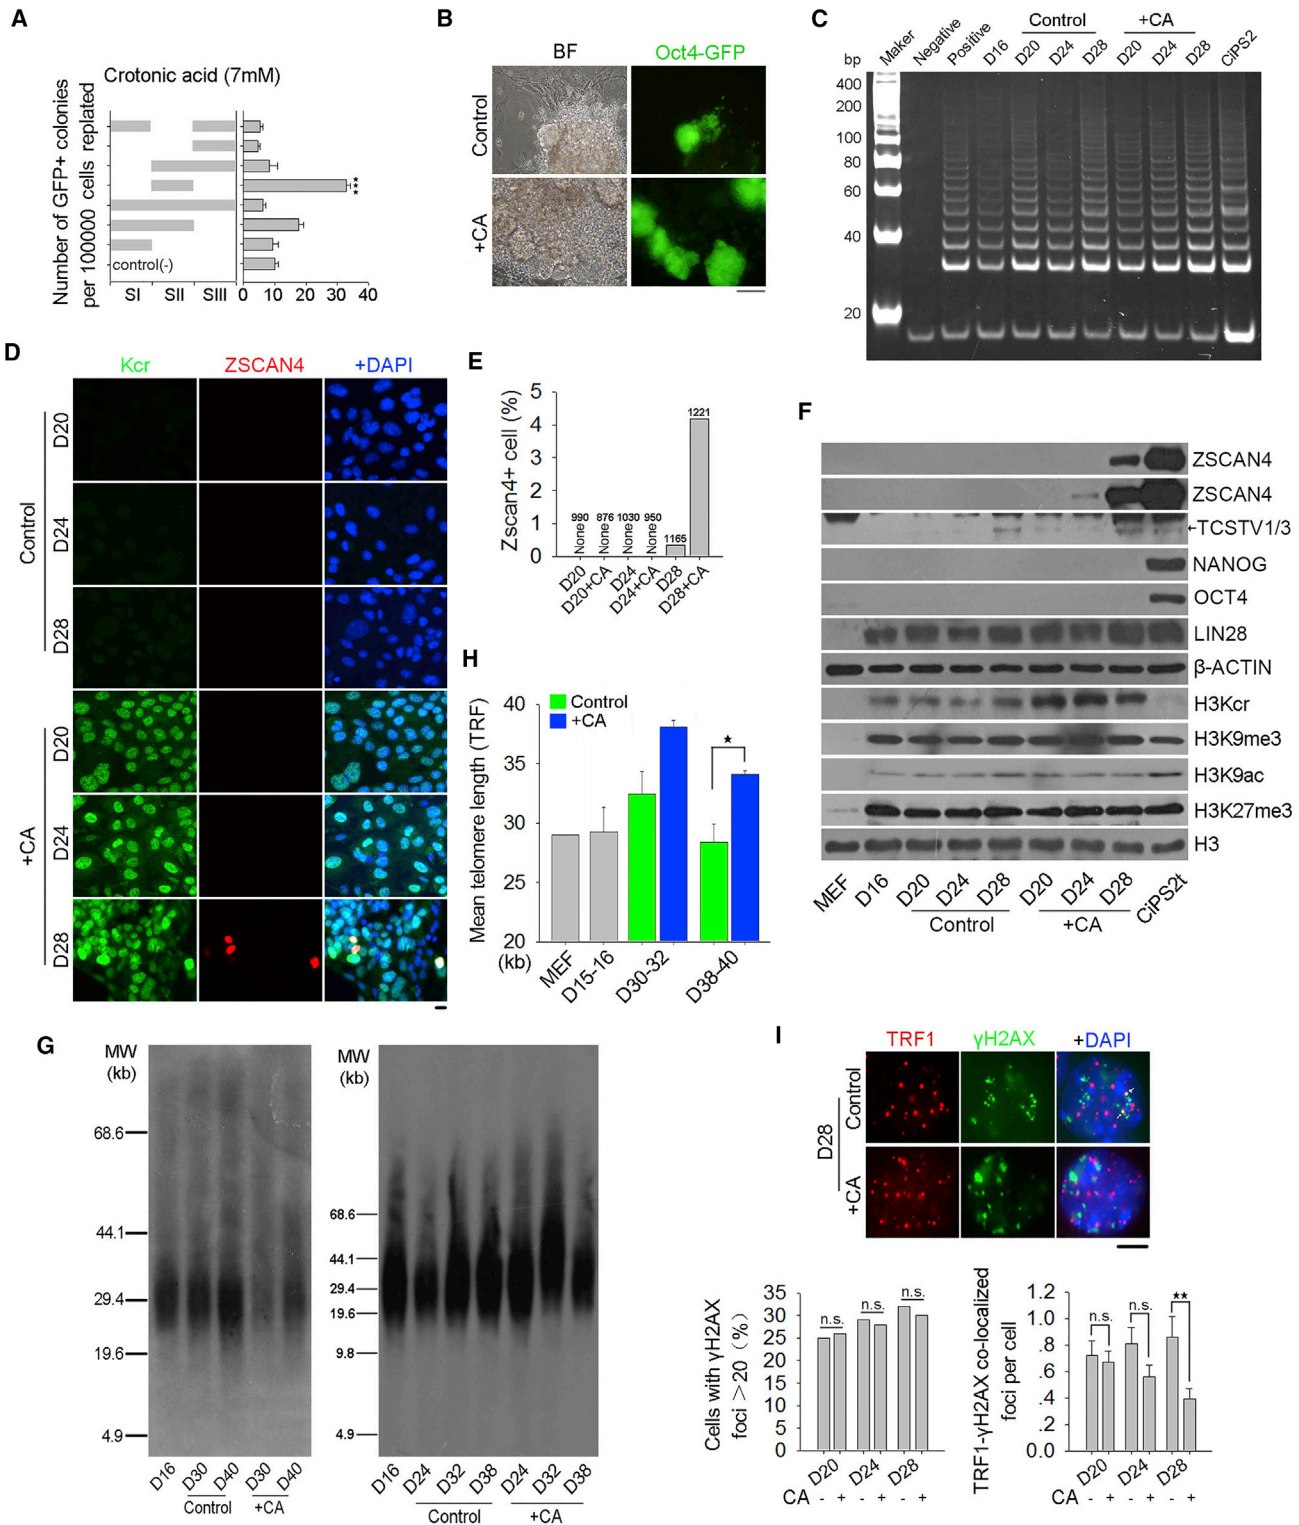 A
Crotonic acid (7mM)
Number of GFP+ colonies
per 100000 cells replated
control(-)
SI SII SIII
0 10 20 30 40
★★★
B
BF Oct4-GFP
Control
+CA
C
Control +CA
bp Maker Negative Positive D16 D20 D24 D28 D20 D24 D28 CiPS2
400
200
100
80
60
40
20
D
Kcr ZSCAN4 +DAPI
Control
D20
D24
D28
+CA
D20
D24
D28
E
Zscan4+ cell (%)
5
4
3
2
1
0
990 876 1030 950 1165 1221
None None None None
D20 D20+CA D24 D24+CA D28 D28+CA
F
ZSCAN4
ZSCAN4
←TCSTV1/3
NANOG
OCT4
LIN28
β-ACTIN
H3Kcr
H3K9me3
H3K9ac
H3K27me3
H3
MEF D16 D20 D24 D28 D20 D24 D28 CiPS2t
Control +CA
H
Mean telomere length (TRF)
(kb)
40
35
30
25
20
Control
+CA
★
MEF D15-16 D30-32 D38-40
G
MW
(kb)
68.6
44.1
29.4
19.6
4.9
D16 D30 D40 D30 D40
Control +CA
MW
(kb)
68.6
44.1
29.4
19.6
9.8
4.9
D16 D24 D32 D38 D24 D32 D38
Control +CA
I
TRF1 γH2AX +DAPI
D28
Control
+CA
Cells with γH2AX
foci >20 (%)
35
30
25
20
15
10
5
0
n.s. n.s. n.s.
D20 D24 D28
CA - + - + - +
TRF1-γH2AX co-localized
foci per cell
1.2
1.0
.8
.6
.4
.2
0.0
n.s. n.s. ★★
D20 D24 D28
CA - + - + - +